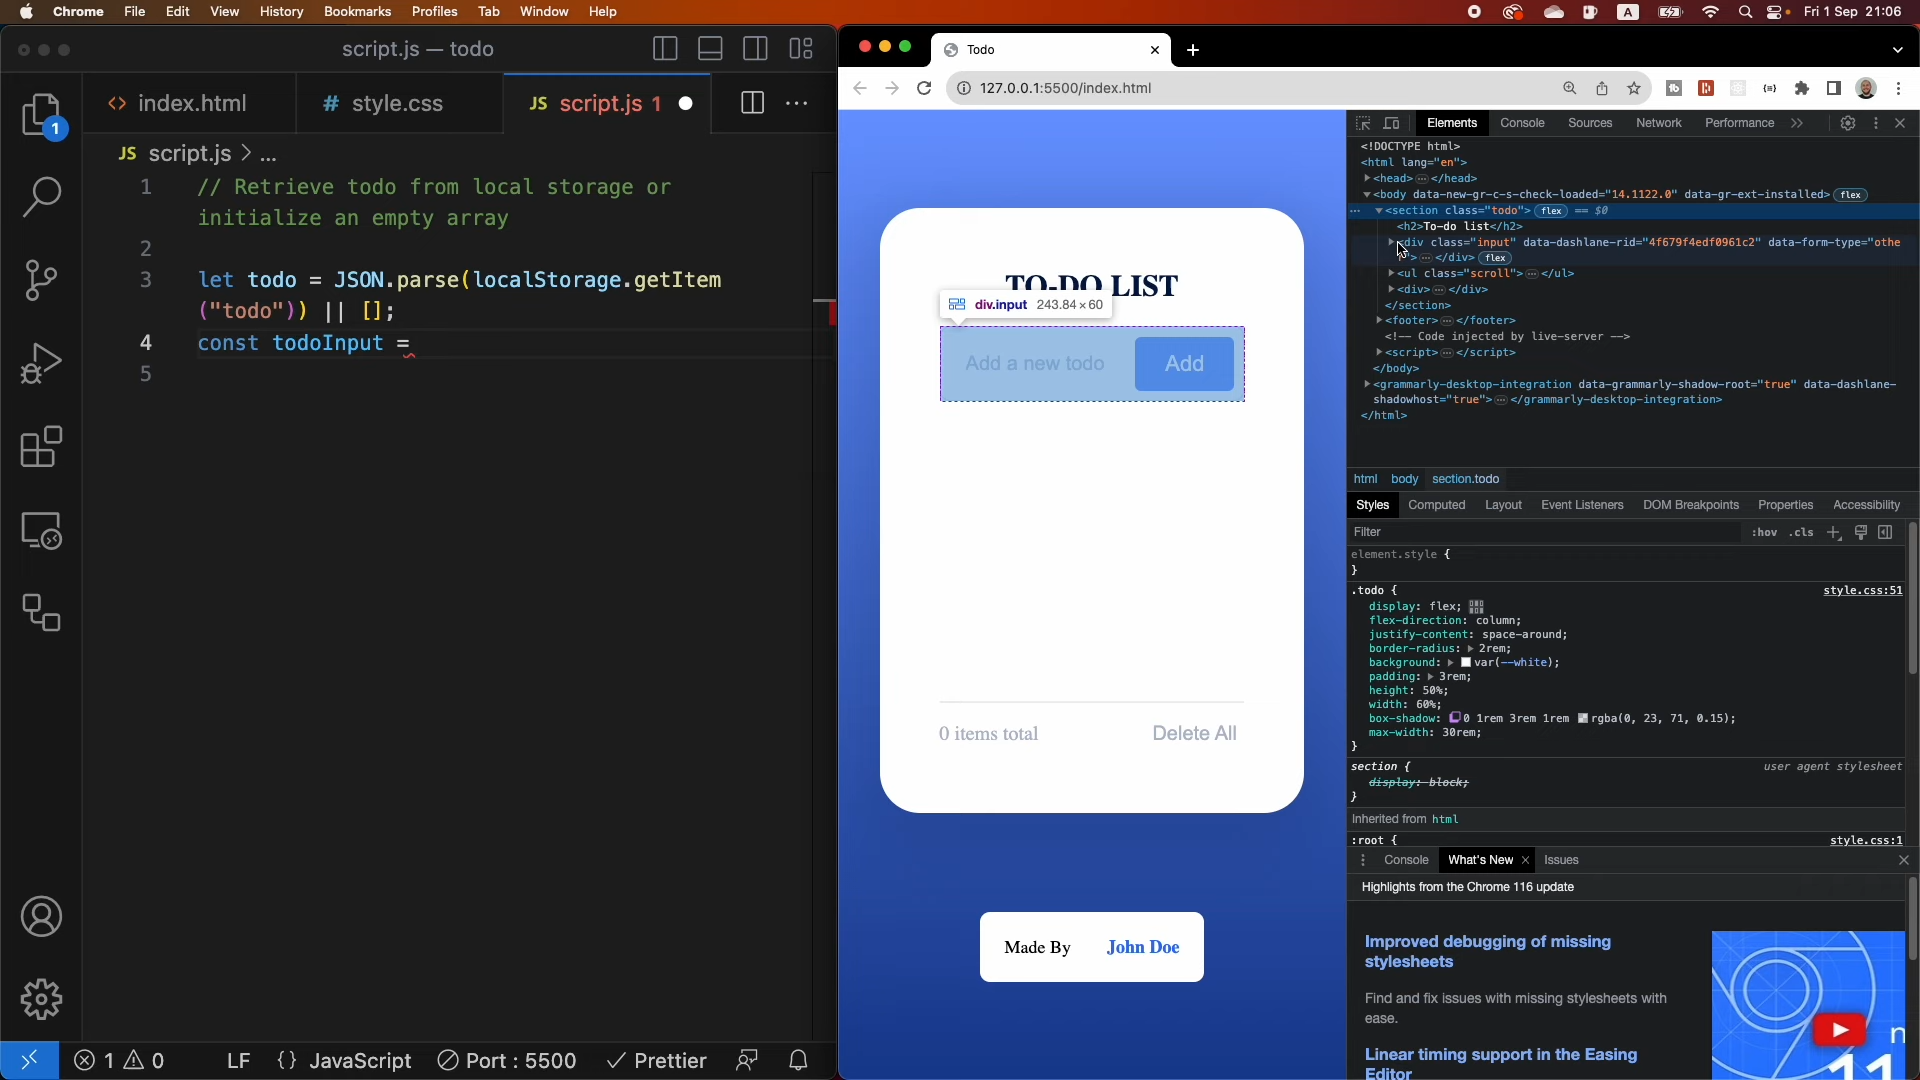 Chrome File Edit View History Bookmarks Profiles Tab Window Help
A Fri 1 Sep 21:06
script.js — todo
1
<> index.html # style.css JS script.js 1
JS script.js > ...
1 // Retrieve todo from local storage or
initialize an empty array
2
3 let todo = JSON.parse(localStorage.getItem
("todo")) || [];
4 const todoInput =
5
1 0 LF {} JavaScript Port : 5500 Prettier
Todo
127.0.0.1:5500/index.html
TO-DO LIST
div.input 243.84×60
Add a new todo Add
0 items total Delete All
Made By John Doe
Elements Console Sources Network Performance
<!DOCTYPE html>
<html lang="en">
<head> </head>
<body data-new-gr-c-s-check-loaded="14.1122.0" data-gr-ext-installed> flex
<section class="todo"> flex == $0
<h2>To-do list</h2>
<div class="input" data-dashlane-rid="4f679f4edf0961c2" data-form-type="othe
"> </div> flex
<ul class="scroll"> </ul>
<div> </div>
</section>
<footer> </footer>
<!-- Code injected by live-server -->
<script> </script>
</body>
<grammarly-desktop-integration data-grammarly-shadow-root="true" data-dashlane-
shadowhost="true"> </grammarly-desktop-integration>
</html>
html body section.todo
Styles Computed Layout Event Listeners DOM Breakpoints Properties Accessibility
Filter :hov .cls
element.style {
}
.todo { style.css:51
display: flex;
flex-direction: column;
justify-content: space-around;
border-radius: 2rem;
background: var(--white);
padding: 3rem;
height: 50%;
width: 60%;
box-shadow: 0 1rem 3rem 1rem rgba(0, 23, 71, 0.15);
max-width: 30rem;
}
section { user agent stylesheet
display: block;
}
Inherited from html
:root { style.css:1
Console What's New Issues
Highlights from the Chrome 116 update
Improved debugging of missing
stylesheets
Find and fix issues with missing stylesheets with
ease.
Linear timing support in the Easing
Editor